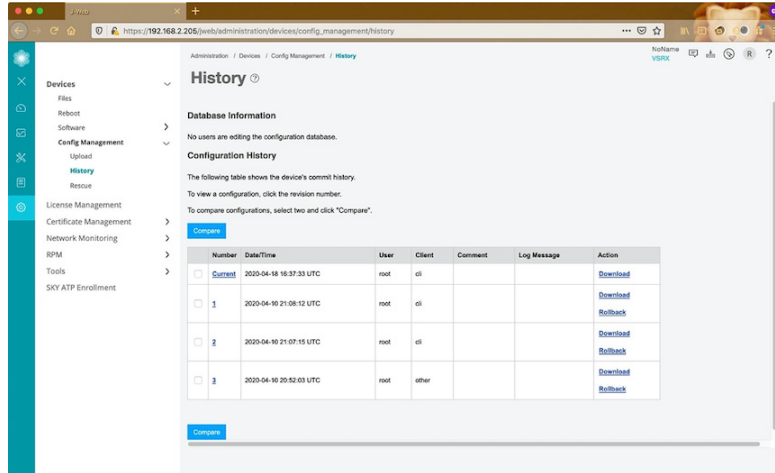 J-Web
https://192.168.2.205/jweb/administration/devices/config_management/history
NoName
VSRX
R
?
Administration / Devices / Config Management / History
Devices
Files
Reboot
Software
Config Management
Upload
History
Rescue
License Management
Certificate Management
Network Monitoring
RPM
Tools
SKY ATP Enrollment
History ?
Database Information
No users are editing the configuration database.
Configuration History
The following table shows the device's commit history.
To view a configuration, click the revision number.
To compare configurations, select two and click "Compare".
Compare
Number Date/Time User Client Comment Log Message Action
Current 2020-04-18 16:37:33 UTC root cli Download
1 2020-04-10 21:08:12 UTC root cli Download
Rollback
2 2020-04-10 21:07:15 UTC root cli Download
Rollback
3 2020-04-10 20:52:03 UTC root other Download
Rollback
Compare